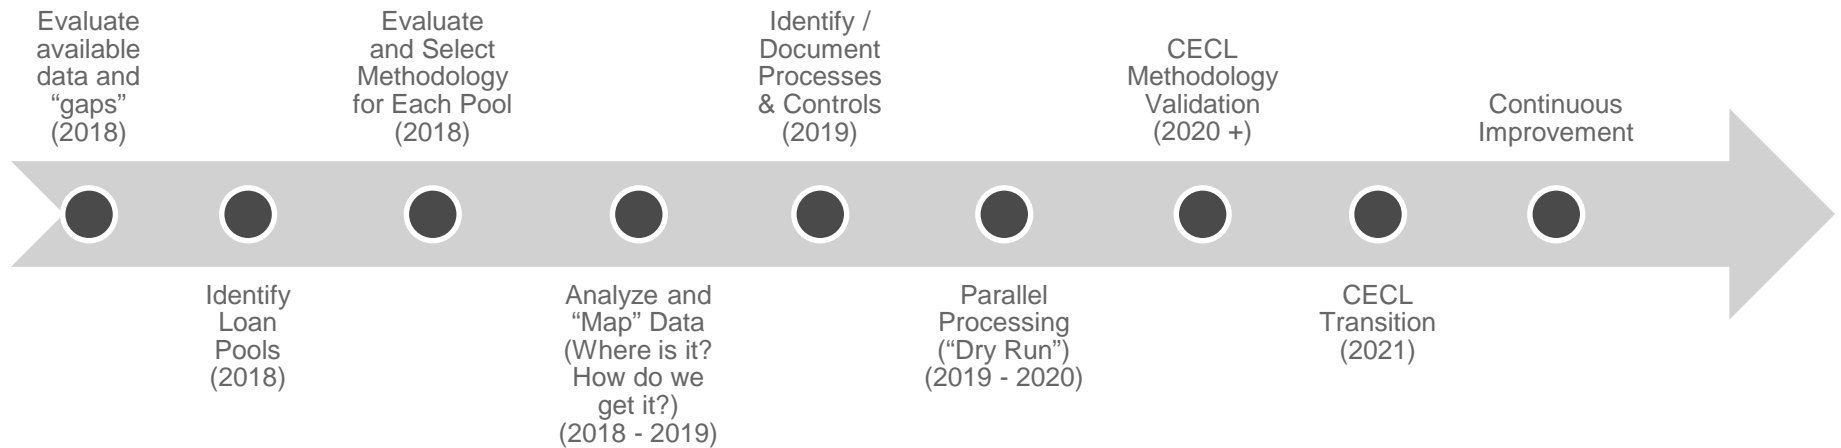 Evaluate
available
data and
“gaps”
(2018)
Identify
Loan
Pools
(2018)
Evaluate
and Select
Methodology
for Each Pool
(2018)
Analyze and
“Map” Data
(Where is it?
How do we
get it?)
(2018 - 2019)
Identify /
Document
Processes
& Controls
(2019)
Parallel
Processing
(“Dry Run”)
(2019 - 2020)
CECL
Methodology
Validation
(2020 +)
CECL
Transition
(2021)
Continuous
Improvement